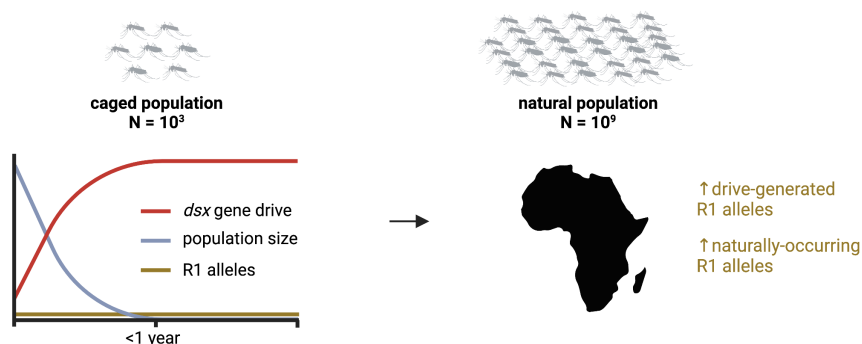 caged population
N = 10³
natural population
N = 10⁹
dsx gene drive
population size
R1 alleles
<1 year
↑drive-generated
R1 alleles
↑naturally-occurring
R1 alleles